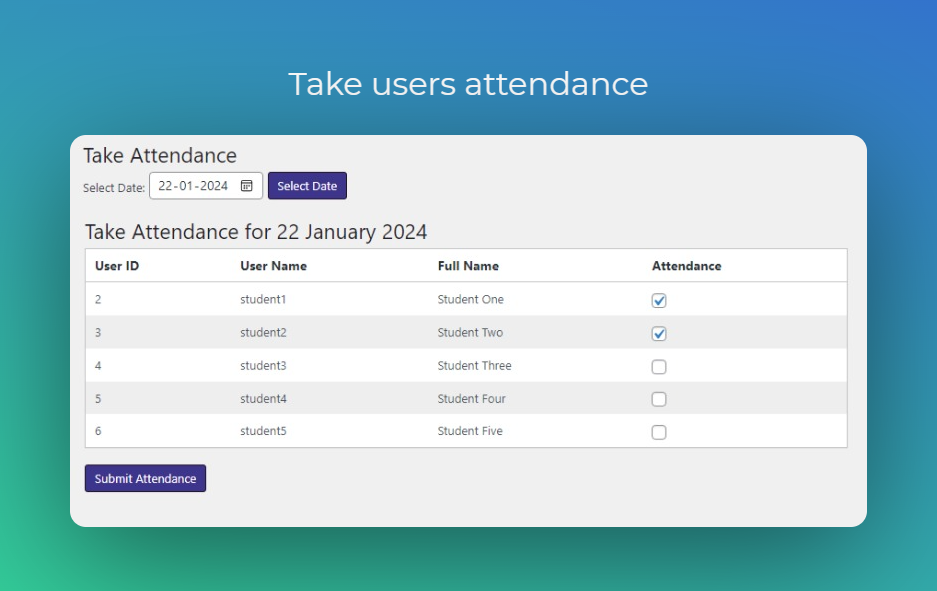 Take users attendance
Take Attendance
Select Date: 22-01-2024 Select Date
Take Attendance for 22 January 2024
User ID User Name Full Name Attendance
2 student1 Student One
3 student2 Student Two
4 student3 Student Three
5 student4 Student Four
6 student5 Student Five
Submit Attendance